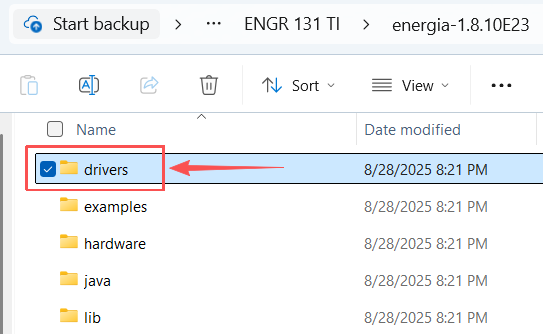 Start backup > ··· ENGR 131 TI > energia-1.8.10E23
Sort View ···
Name Date modified
drivers 8/28/2025 8:21 PM
examples 8/28/2025 8:21 PM
hardware 8/28/2025 8:21 PM
java 8/28/2025 8:21 PM
lib 8/28/2025 8:21 PM